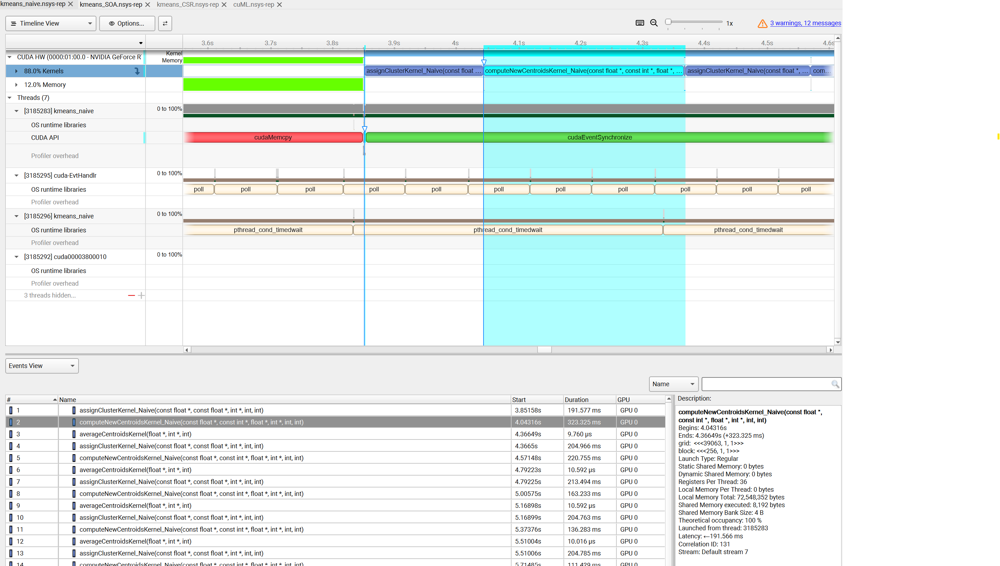 kmeans_naive.nsys-rep kmeans_SOA.nsys-rep kmeans_CSR.nsys-rep cuML.nsys-rep
Timeline View Options... 1x 3 warnings, 12 messages
3.6s 3.7s 3.8s 3.9s 4s 4.1s 4.2s 4.3s 4.4s 4.5s 4.6s
CUDA HW (0000:01:00.0 - NVIDIA GeForce R Kernel
Memory
88.0% Kernels assignClusterKernel_Naive(const float ... computeNewCentroidsKernel_Naive(const float *, const int *, float *, ... assignClusterKernel_Naive(const float *, ... com...
12.0% Memory
Threads (7)
[3185283] kmeans_naive 0 to 100%
OS runtime libraries
CUDA API cudaMemcpy cudaEventSynchronize
Profiler overhead
[3185295] cuda-EvtHandlr 0 to 100%
OS runtime libraries poll poll poll poll poll poll poll poll poll poll poll
Profiler overhead
[3185296] kmeans_naive 0 to 100%
OS runtime libraries pthread_cond_timedwait pthread_cond_timedwait pthread_cond_timedwait
Profiler overhead
[3185292] cuda00003800010 0 to 100%
OS runtime libraries
Profiler overhead
3 threads hidden...
Events View
Name
# Name Start Duration GPU
1 assignClusterKernel_Naive(const float *, const float *, int *, int, int) 3.85158s 191.577 ms GPU 0
2 computeNewCentroidsKernel_Naive(const float *, const int *, float *, int *, int, int) 4.04316s 323.325 ms GPU 0
3 averageCentroidsKernel(float *, int *, int) 4.36649s 9.760 μs GPU 0
4 assignClusterKernel_Naive(const float *, const float *, int *, int, int) 4.3665s 204.966 ms GPU 0
5 computeNewCentroidsKernel_Naive(const float *, const int *, float *, int *, int, int) 4.57148s 220.755 ms GPU 0
6 averageCentroidsKernel(float *, int *, int) 4.79223s 10.592 μs GPU 0
7 assignClusterKernel_Naive(const float *, const float *, int *, int, int) 4.79225s 213.494 ms GPU 0
8 computeNewCentroidsKernel_Naive(const float *, const int *, float *, int *, int, int) 5.00575s 163.233 ms GPU 0
9 averageCentroidsKernel(float *, int *, int) 5.16898s 10.592 μs GPU 0
10 assignClusterKernel_Naive(const float *, const float *, int *, int, int) 5.16899s 204.763 ms GPU 0
11 computeNewCentroidsKernel_Naive(const float *, const int *, float *, int *, int, int) 5.37376s 136.283 ms GPU 0
12 averageCentroidsKernel(float *, int *, int) 5.51004s 10.016 μs GPU 0
13 assignClusterKernel_Naive(const float *, const float *, int *, int, int) 5.51006s 204.785 ms GPU 0
14 computeNewCentroidsKernel_Naive(const float *, const int *, float *, int *, int, int) 5.71485s 111.429 ms GPU 0
Description:
computeNewCentroidsKernel_Naive(const float *,
const int *, float *, int *, int, int)
Begins: 4.04316s
Ends: 4.36649s (+323.325 ms)
grid: <<<39063, 1, 1>>>
block: <<<256, 1, 1>>>
Launch Type: Regular
Static Shared Memory: 0 bytes
Dynamic Shared Memory: 0 bytes
Registers Per Thread: 36
Local Memory Per Thread: 0 bytes
Local Memory Total: 72,548,352 bytes
Shared Memory executed: 8,192 bytes
Shared Memory Bank Size: 4 B
Theoretical occupancy: 100 %
Launched from thread: 3185283
Latency: ←191.566 ms
Correlation ID: 131
Stream: Default stream 7